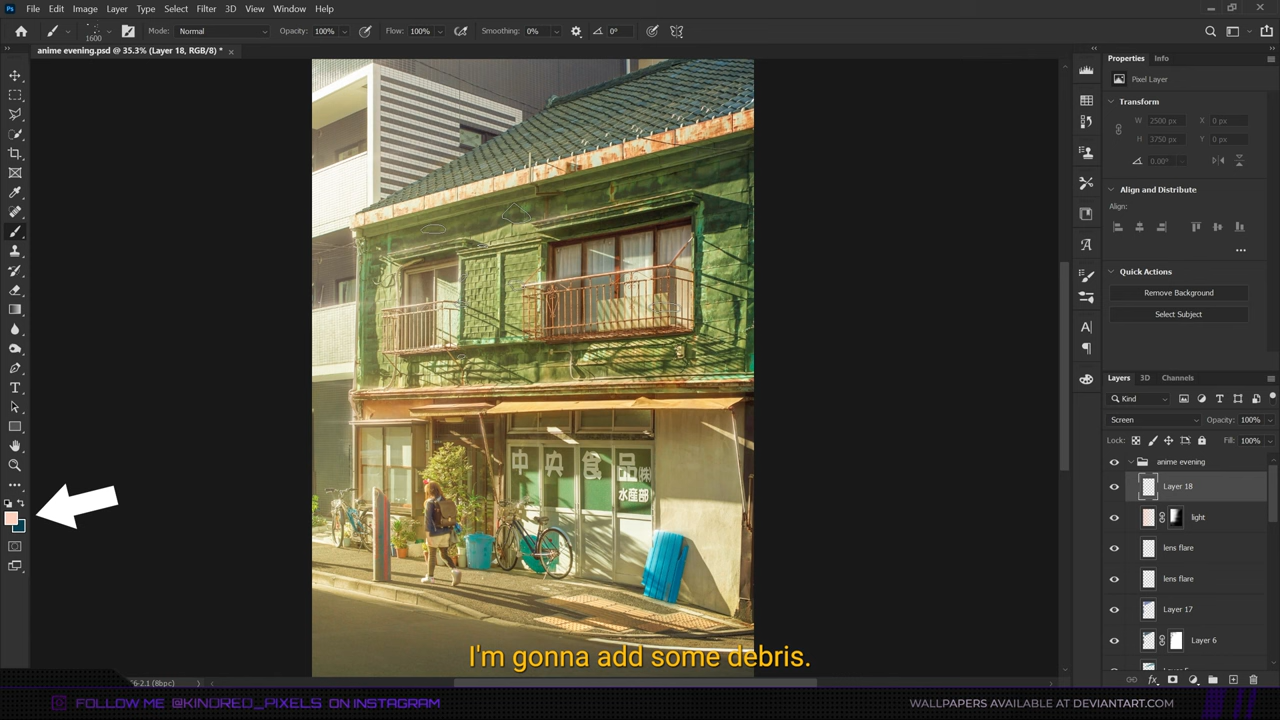 Ps File Edit Image Layer Type Select Filter 3D View Window Help
1600 Mode: Normal Opacity: 100% Flow: 100% Smoothing: 0% 0°
anime evening.psd @ 35.3% (Layer 18, RGB/8) *
Properties Info
Pixel Layer
Transform
W 2500 px X 0 px
H 3750 px Y 0 px
0.00°
Align and Distribute
Align:
Quick Actions
Remove Background
Select Subject
Layers 3D Channels
Kind
Screen Opacity: 100%
Lock: Fill: 100%
anime evening
Layer 18
light
lens flare
lens flare
Layer 17
Layer 6
中央食品㈱
水産部
I'm gonna add some debris.
FOLLOW ME @KINDRED_PIXELS ON INSTAGRAM
WALLPAPERS AVAILABLE AT DEVIANTART.COM